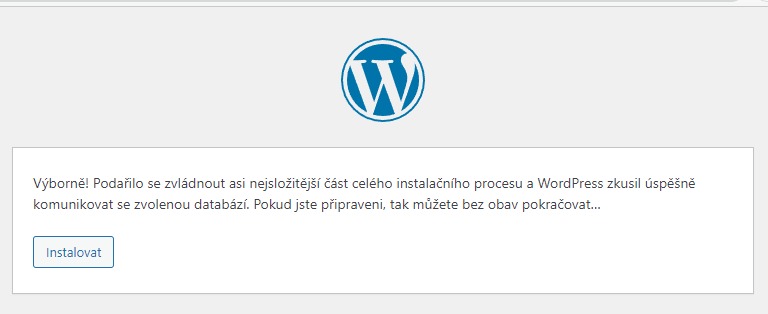 Výborně! Podařilo se zvládnout asi nejsložitější část celého instalačního procesu a WordPress zkusil úspěšně
komunikovat se zvolenou databází. Pokud jste připraveni, tak můžete bez obav pokračovat…
Instalovat